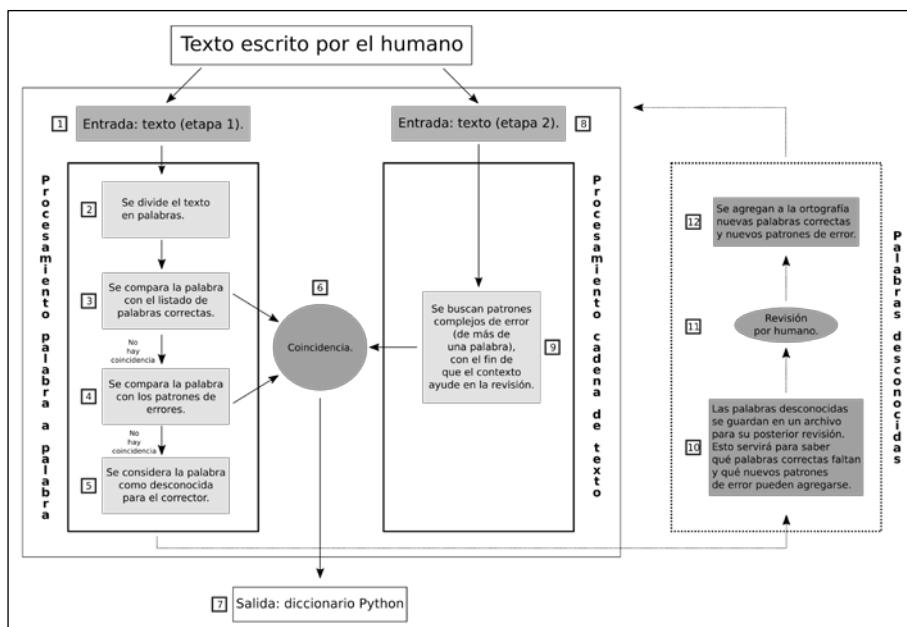 Texto escrito por el humano
1
Entrada: texto (etapa 1).
Entrada: texto (etapa 2).
8
Procesamiento palabra a palabra
2
Se divide el texto
en palabras.
3
Se compara la palabra
con el listado de
palabras correctas.
No
hay
coincidencia
4
Se compara la palabra
con los patrones de
errores.
No
hay
coincidencia
5
Se considera la palabra
como desconocida
para el corrector.
6
Coincidencia.
Se buscan patrones
complejos de error
(de más de
una palabra),
con el fin de
que el contexto
ayude en la revisión.
9
Procesamiento cadena de texto
7
Salida: diccionario Python
12
Se agregan a la ortografía
nuevas palabras correctas
y nuevos patrones de error.
11
Revisión
por humano.
10
Las palabras desconocidas
se guardan en un archivo
para su posterior revisión.
Esto servirá para saber
qué palabras correctas faltan
y qué nuevos patrones
de error pueden agregarse.
Palabras desconocidas